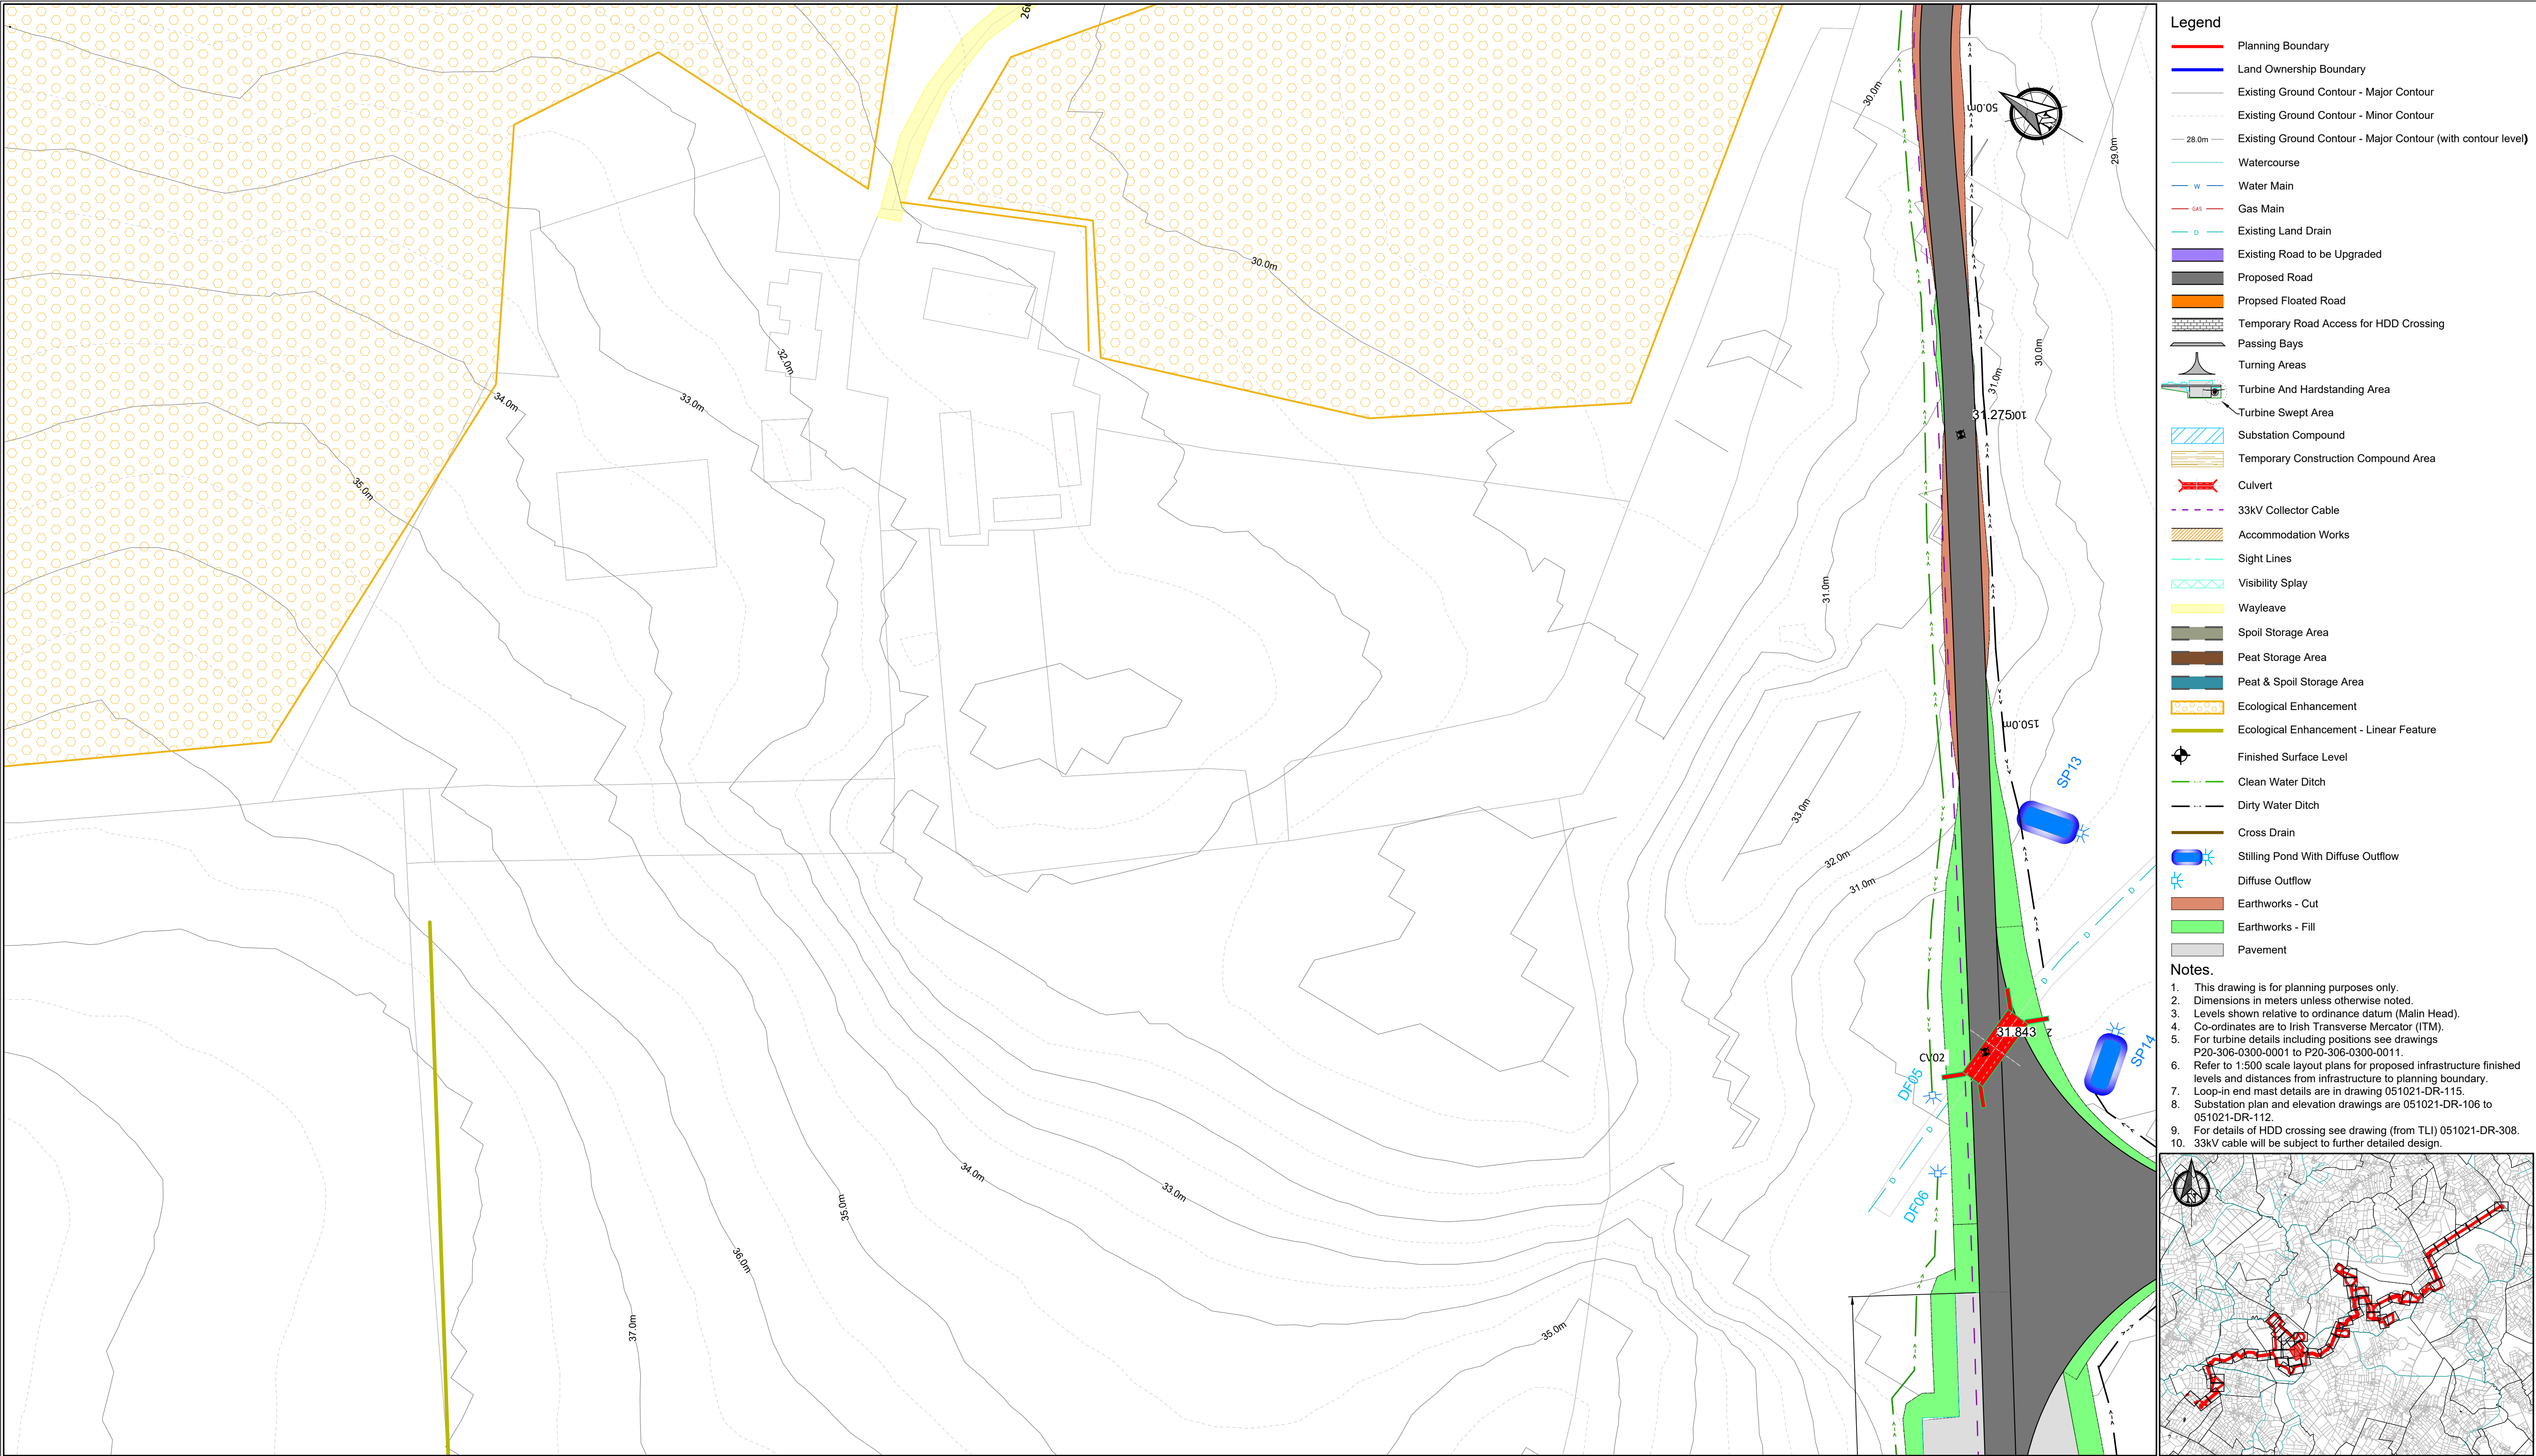 260
30.0m
50.0m
29.0m
30.0m
32.0m
33.0m
34.0m
35.0m
30.0m
31.0m
31.275
31.0m
150.0m
SP13
33.0m
32.0m
31.0m
D
D
D
31.843
CV02
DF05
SP14
D
D
DF06
34.0m
33.0m
35.0m
36.0m
37.0m
35.0m
Legend
Planning Boundary
Land Ownership Boundary
Existing Ground Contour - Major Contour
Existing Ground Contour - Minor Contour
28.0m Existing Ground Contour - Major Contour (with contour level)
Watercourse
W Water Main
GAS Gas Main
D Existing Land Drain
Existing Road to be Upgraded
Proposed Road
Propsed Floated Road
Temporary Road Access for HDD Crossing
Passing Bays
Turning Areas
Turbine And Hardstanding Area
Turbine Swept Area
Substation Compound
Temporary Construction Compound Area
Culvert
33kV Collector Cable
Accommodation Works
Sight Lines
Visibility Splay
Wayleave
Spoil Storage Area
Peat Storage Area
Peat & Spoil Storage Area
Ecological Enhancement
Ecological Enhancement - Linear Feature
Finished Surface Level
Clean Water Ditch
Dirty Water Ditch
Cross Drain
Stilling Pond With Diffuse Outflow
Diffuse Outflow
Earthworks - Cut
Earthworks - Fill
Pavement
Notes.
1. This drawing is for planning purposes only.
2. Dimensions in meters unless otherwise noted.
3. Levels shown relative to ordinance datum (Malin Head).
4. Co-ordinates are to Irish Transverse Mercator (ITM).
5. For turbine details including positions see drawings
P20-306-0300-0001 to P20-306-0300-0011.
6. Refer to 1:500 scale layout plans for proposed infrastructure finished
levels and distances from infrastructure to planning boundary.
7. Loop-in end mast details are in drawing 051021-DR-115.
8. Substation plan and elevation drawings are 051021-DR-106 to
051021-DR-112.
9. For details of HDD crossing see drawing (from TLI) 051021-DR-308.
10. 33kV cable will be subject to further detailed design.
N